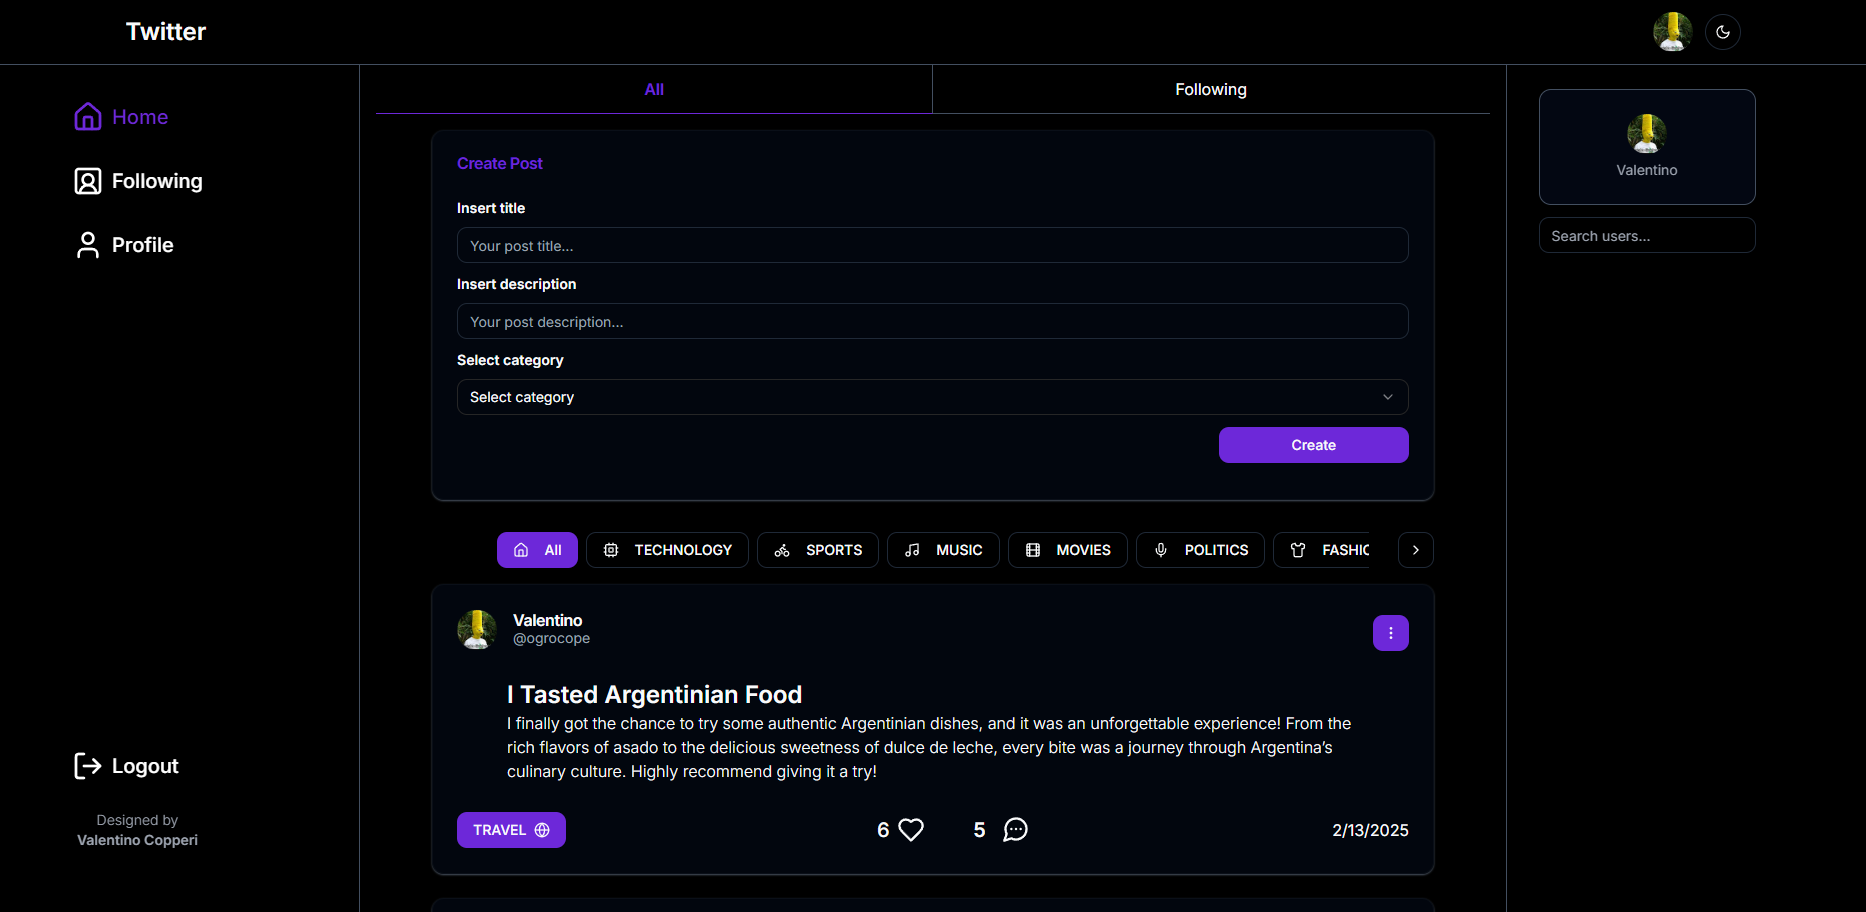 Twitter
Home
Following
Profile
Logout
Designed by
Valentino Copperi
All
Following
Create Post
Insert title
Your post title...
Insert description
Your post description...
Select category
Select category
Create
All
TECHNOLOGY
SPORTS
MUSIC
MOVIES
POLITICS
FASHIC
Valentino
@ogrocope
I Tasted Argentinian Food
I finally got the chance to try some authentic Argentinian dishes, and it was an unforgettable experience! From the
rich flavors of asado to the delicious sweetness of dulce de leche, every bite was a journey through Argentina’s
culinary culture. Highly recommend giving it a try!
TRAVEL
6
5
2/13/2025
Valentino
Search users...